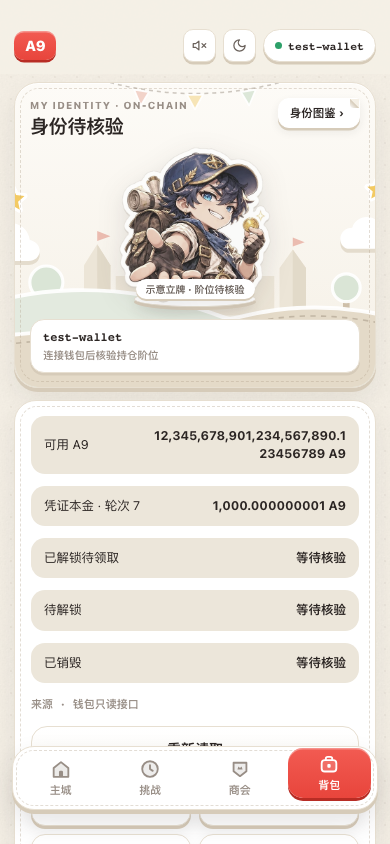 A9
test-wallet
MY IDENTITY · ON-CHAIN
身份待核验
身份图鉴 ›
示意立牌 · 阶位待核验
test-wallet
连接钱包后核验持仓阶位
可用 A9
12,345,678,901,234,567,890.1
23456789 A9
凭证本金 · 轮次 7
1,000.000000001 A9
已解锁待领取
等待核验
待解锁
等待核验
已销毁
等待核验
来源 · 钱包只读接口
重新读取
主城
挑战
商会
背包